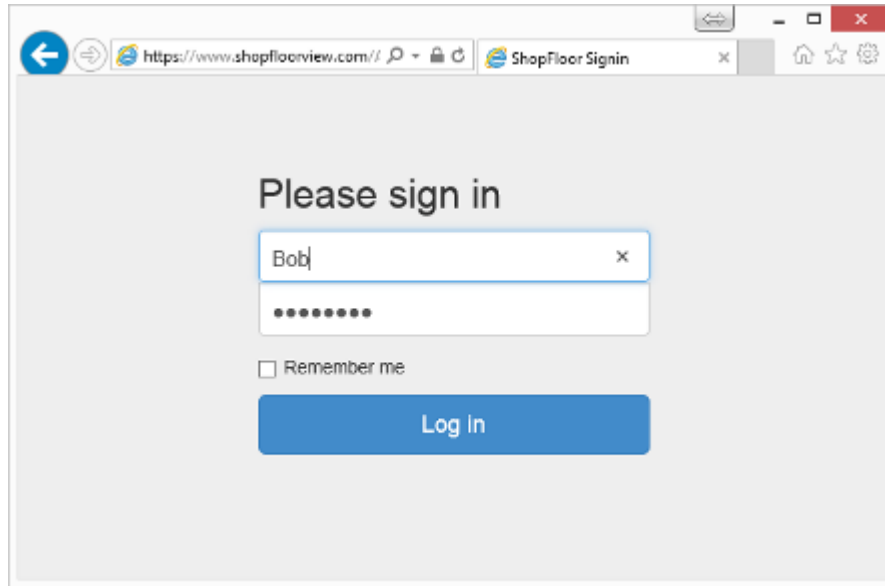 https://www.shopfloorview.com//
ShopFloor Signin
Please sign in
Bob
Remember me
Log in